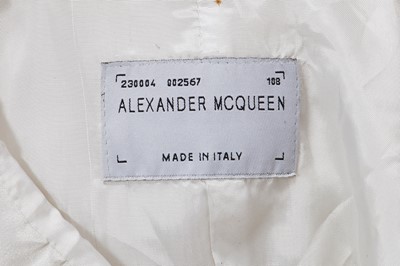 230004 002567 108
ALEXANDER MCQUEEN
MADE IN ITALY